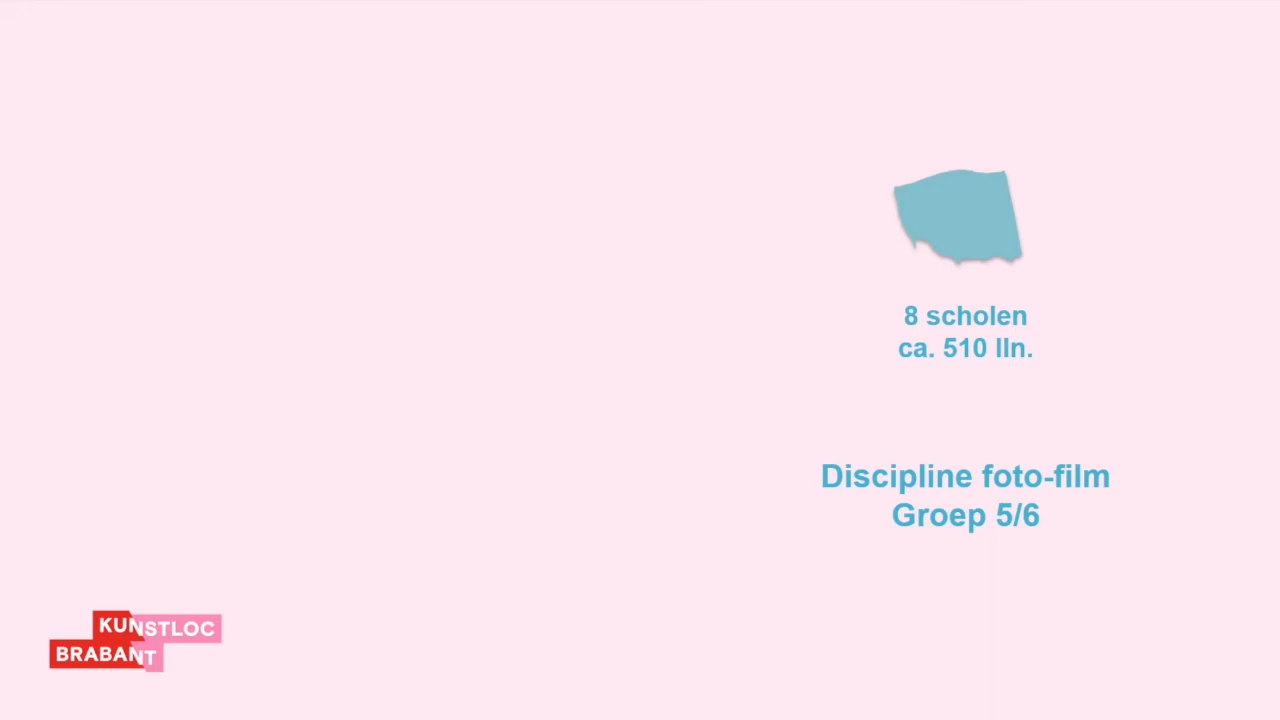 8 scholen
ca. 510 lln.
Discipline foto-film
Groep 5/6
KUNSTLOC
BRABANT